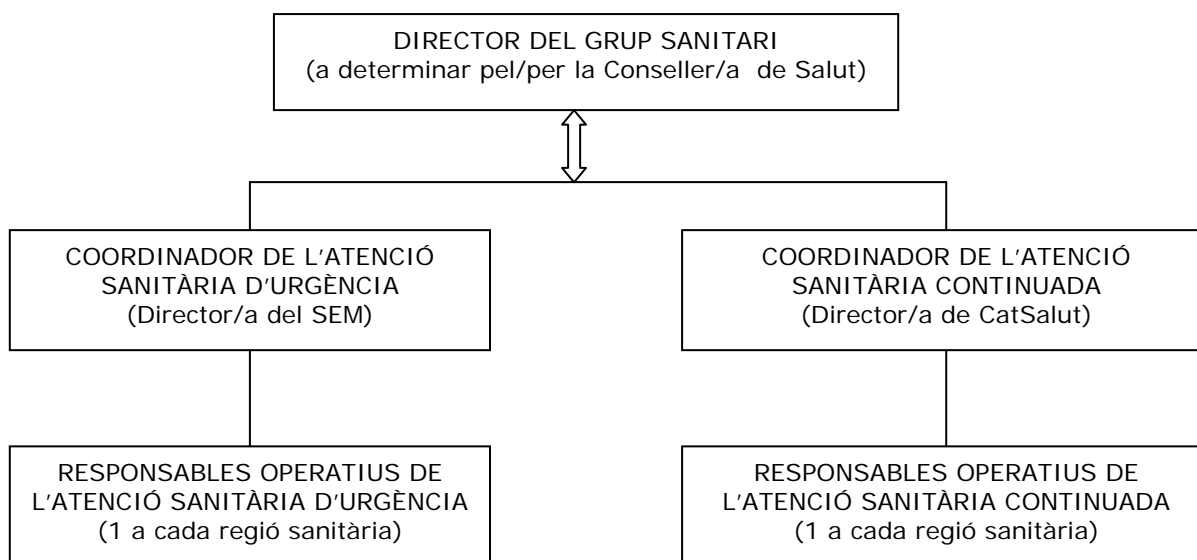 DIRECTOR DEL GRUP SANITARI
(a determinar pel/per la Conseller/a de Salut)
COORDINADOR DE L'ATENCIÓ
SANITÀRIA D'URGÈNCIA
(Director/a del SEM)
COORDINADOR DE L'ATENCIÓ
SANITÀRIA CONTINUADA
(Director/a de CatSalut)
RESPONSABLES OPERATIUS DE
L'ATENCIÓ SANITÀRIA D'URGÈNCIA
(1 a cada regió sanitària)
RESPONSABLES OPERATIUS DE
L'ATENCIÓ SANITÀRIA CONTINUADA
(1 a cada regió sanitària)